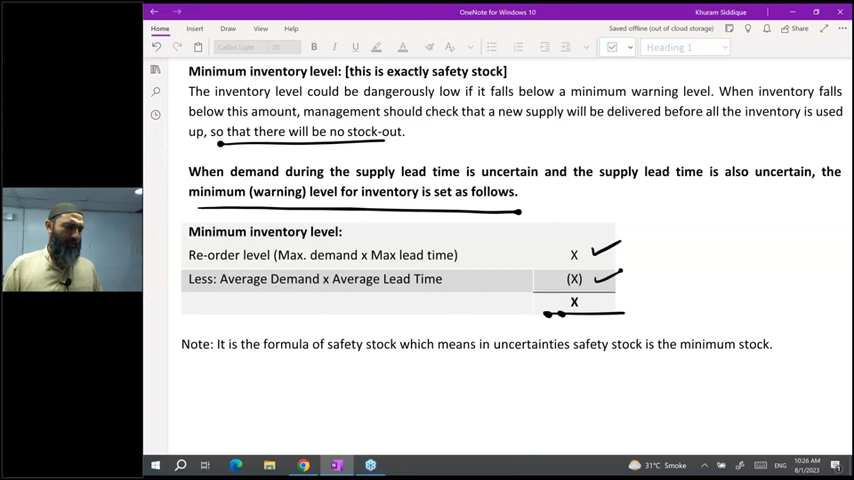 OneNote for Windows 10
Khuram Siddique
Home Insert Draw View Help
Saved offline (out of cloud storage)
Share
Calibri Light 20
B I U A
Heading 1
Minimum inventory level: [this is exactly safety stock]
The inventory level could be dangerously low if it falls below a minimum warning level. When inventory falls
below this amount, management should check that a new supply will be delivered before all the inventory is used
up, so that there will be no stock-out.
When demand during the supply lead time is uncertain and the supply lead time is also uncertain, the
minimum (warning) level for inventory is set as follows.
Minimum inventory level:
Re-order level (Max. demand x Max lead time) X
Less: Average Demand x Average Lead Time (X)
X
Note: It is the formula of safety stock which means in uncertainties safety stock is the minimum stock.
31°C Smoke
ENG
10:26 AM
8/1/2023